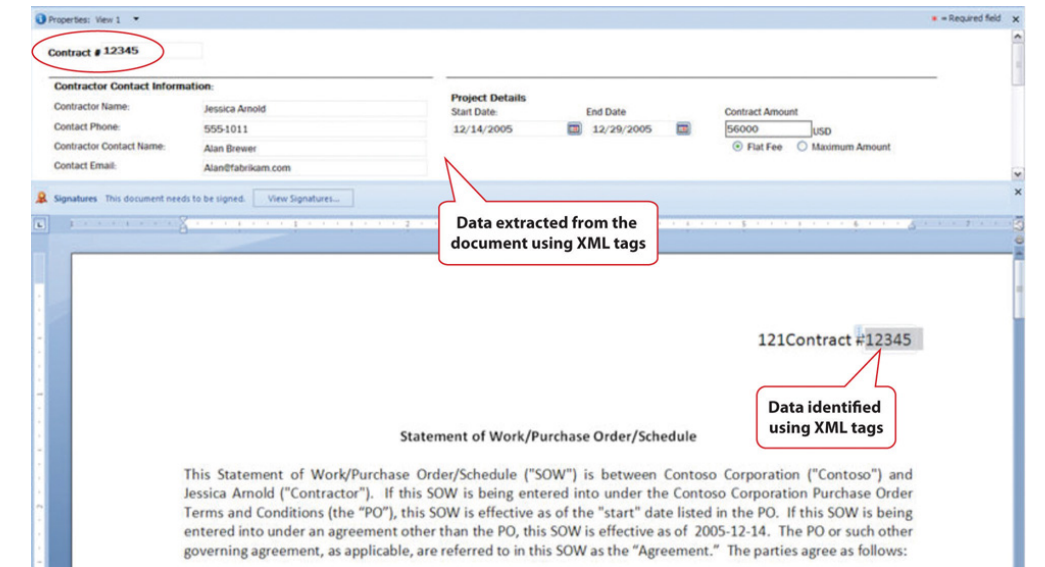 Properties: View 1
* = Required field
Contract # 12345
Contractor Contact Information:
Contractor Name: Jessica Arnold
Contact Phone: 555-1011
Contractor Contact Name: Alan Brewer
Contact Email: Alan@fabrikam.com
Project Details
Start Date: End Date Contract Amount
12/14/2005 12/29/2005 56000 USD
Flat Fee Maximum Amount
Signatures This document needs to be signed. View Signatures...
Data extracted from the
document using XML tags
1 2 5 6 7
121Contract #12345
Data identified
using XML tags
Statement of Work/Purchase Order/Schedule
This Statement of Work/Purchase Order/Schedule ("SOW") is between Contoso Corporation ("Contoso") and
Jessica Arnold ("Contractor"). If this SOW is being entered into under the Contoso Corporation Purchase Order
Terms and Conditions (the “PO”), this SOW is effective as of the "start" date listed in the PO. If this SOW is being
entered into under an agreement other than the PO, this SOW is effective as of 2005-12-14. The PO or such other
governing agreement, as applicable, are referred to in this SOW as the “Agreement.” The parties agree as follows: